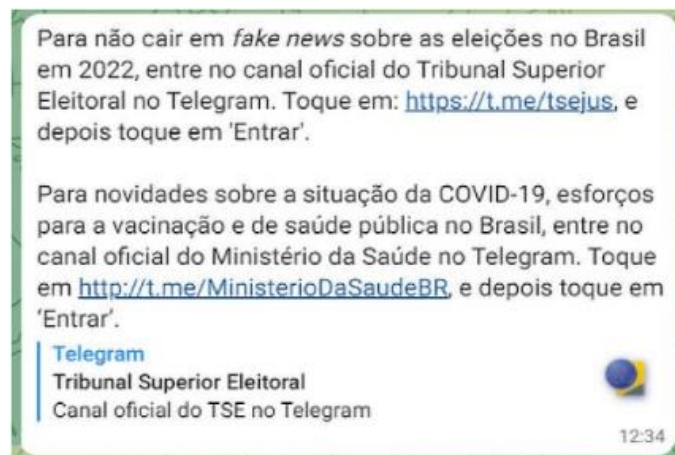 Para não cair em fake news sobre as eleições no Brasil
em 2022, entre no canal oficial do Tribunal Superior
Eleitoral no Telegram. Toque em: https://t.me/tsejus, e
depois toque em 'Entrar'.
Para novidades sobre a situação da COVID-19, esforços
para a vacinação e de saúde pública no Brasil, entre no
canal oficial do Ministério da Saúde no Telegram. Toque
em http://t.me/MinisterioDaSaudeBR, e depois toque em
‘Entrar’.
Telegram
Tribunal Superior Eleitoral
Canal oficial do TSE no Telegram
12:34